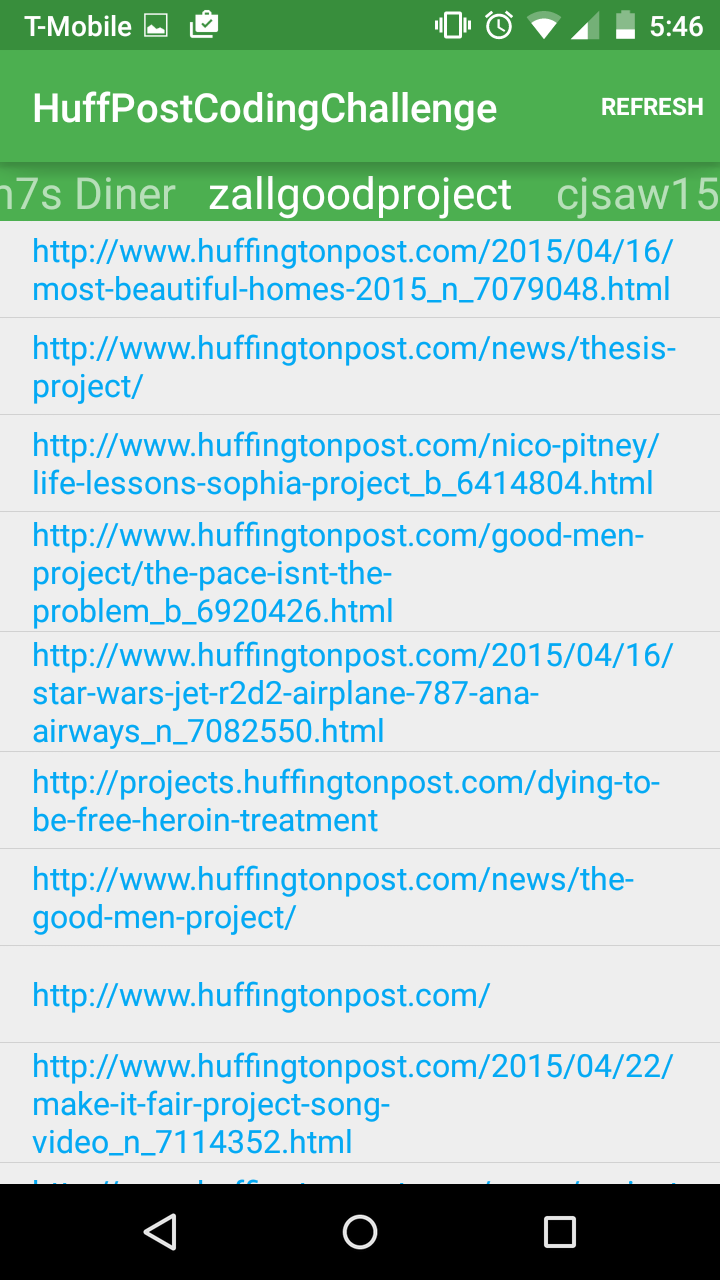 T-Mobile 5:46
HuffPostCodingChallenge REFRESH
n7s Diner zallgoodproject cjsaw15
http://www.huffingtonpost.com/2015/04/16/
most-beautiful-homes-2015_n_7079048.html
http://www.huffingtonpost.com/news/thesis-
project/
http://www.huffingtonpost.com/nico-pitney/
life-lessons-sophia-project_b_6414804.html
http://www.huffingtonpost.com/good-men-
project/the-pace-isnt-the-
problem_b_6920426.html
http://www.huffingtonpost.com/2015/04/16/
star-wars-jet-r2d2-airplane-787-ana-
airways_n_7082550.html
http://projects.huffingtonpost.com/dying-to-
be-free-heroin-treatment
http://www.huffingtonpost.com/news/the-
good-men-project/
http://www.huffingtonpost.com/
http://www.huffingtonpost.com/2015/04/22/
make-it-fair-project-song-
video_n_7114352.html